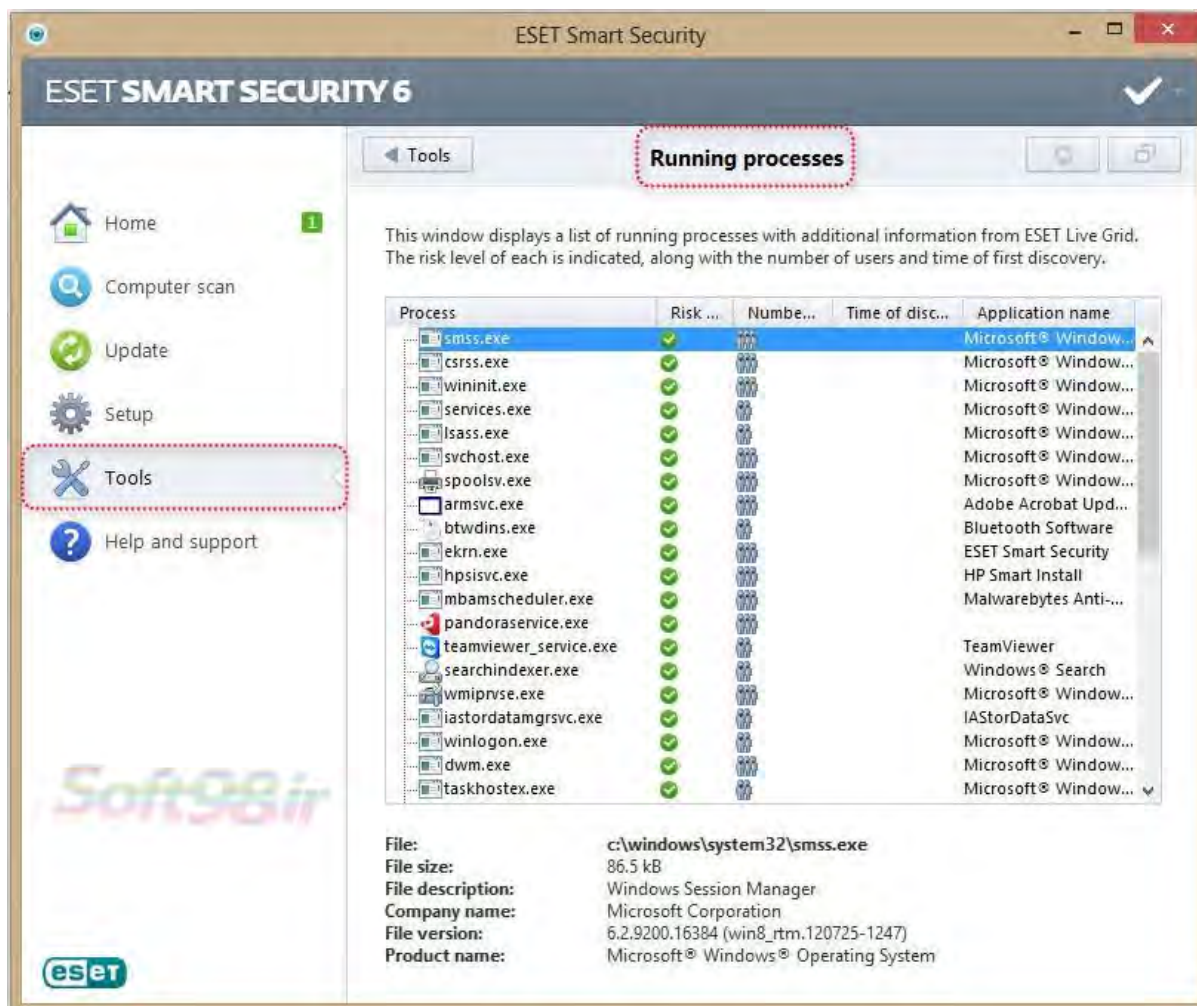 ESET Smart Security
ESET SMART SECURITY 6
Tools
Running processes
Home 1
Computer scan
Update
Setup
Tools
Help and support
This window displays a list of running processes with additional information from ESET Live Grid.
The risk level of each is indicated, along with the number of users and time of first discovery.
Process Risk ... Numbe... Time of disc... Application name
smss.exe Microsoft® Window...
csrss.exe Microsoft® Window...
wininit.exe Microsoft® Window...
services.exe Microsoft® Window...
lsass.exe Microsoft® Window...
svchost.exe Microsoft® Window...
spoolsv.exe Microsoft® Window...
armsvc.exe Adobe Acrobat Upd...
btwdins.exe Bluetooth Software
ekrn.exe ESET Smart Security
hpsisvc.exe HP Smart Install
mbamscheduler.exe Malwarebytes Anti-...
pandoraservice.exe
teamviewer_service.exe TeamViewer
searchindexer.exe Windows® Search
wmiprvse.exe Microsoft® Window...
iastordatamgrsvc.exe IAStorDataSvc
winlogon.exe Microsoft® Window...
dwm.exe Microsoft® Window...
taskhostex.exe Microsoft® Window...
Soft98.ir
File: c:\windows\system32\smss.exe
File size: 86.5 kB
File description: Windows Session Manager
Company name: Microsoft Corporation
File version: 6.2.9200.16384 (win8_rtm.120725-1247)
Product name: Microsoft® Windows® Operating System
eseT